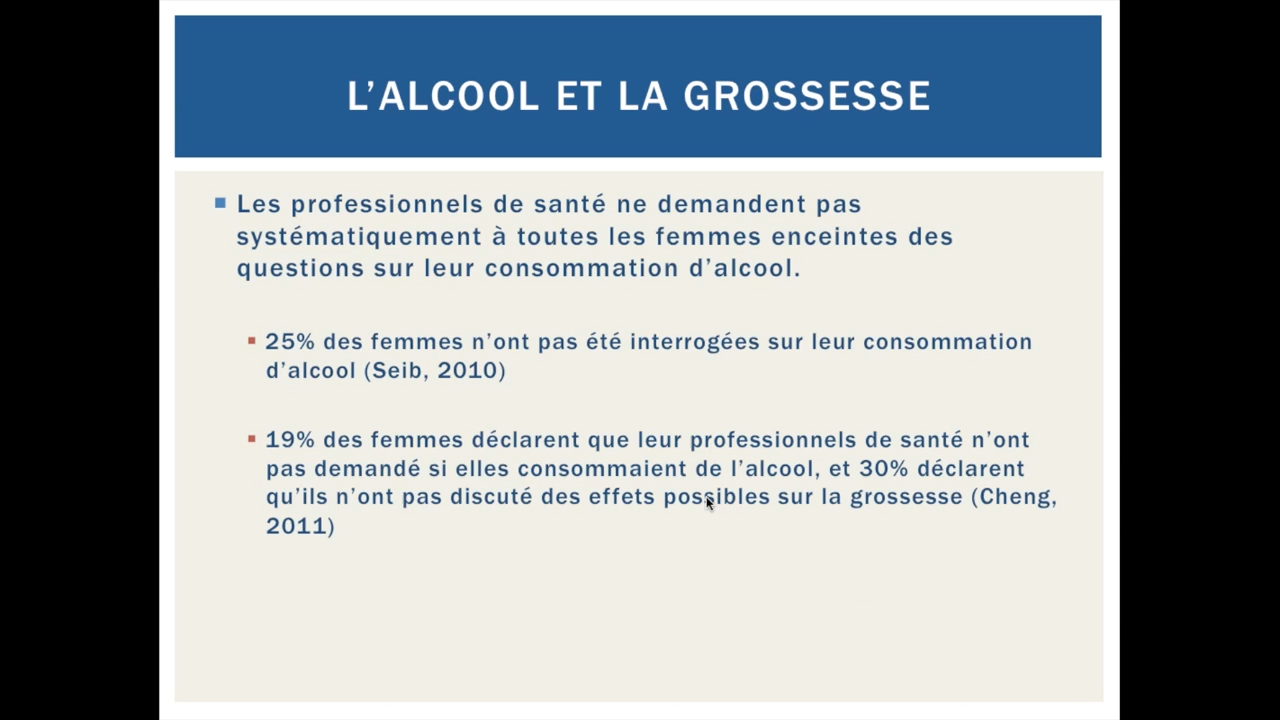 L’ALCOOL ET LA GROSSESSE
Les professionnels de santé ne demandent pas
systématiquement à toutes les femmes enceintes des
questions sur leur consommation d’alcool.
25% des femmes n’ont pas été interrogées sur leur consommation
d’alcool (Seib, 2010)
19% des femmes déclarent que leur professionnels de santé n’ont
pas demandé si elles consommaient de l’alcool, et 30% déclarent
qu’ils n’ont pas discuté des effets possibles sur la grossesse (Cheng,
2011)